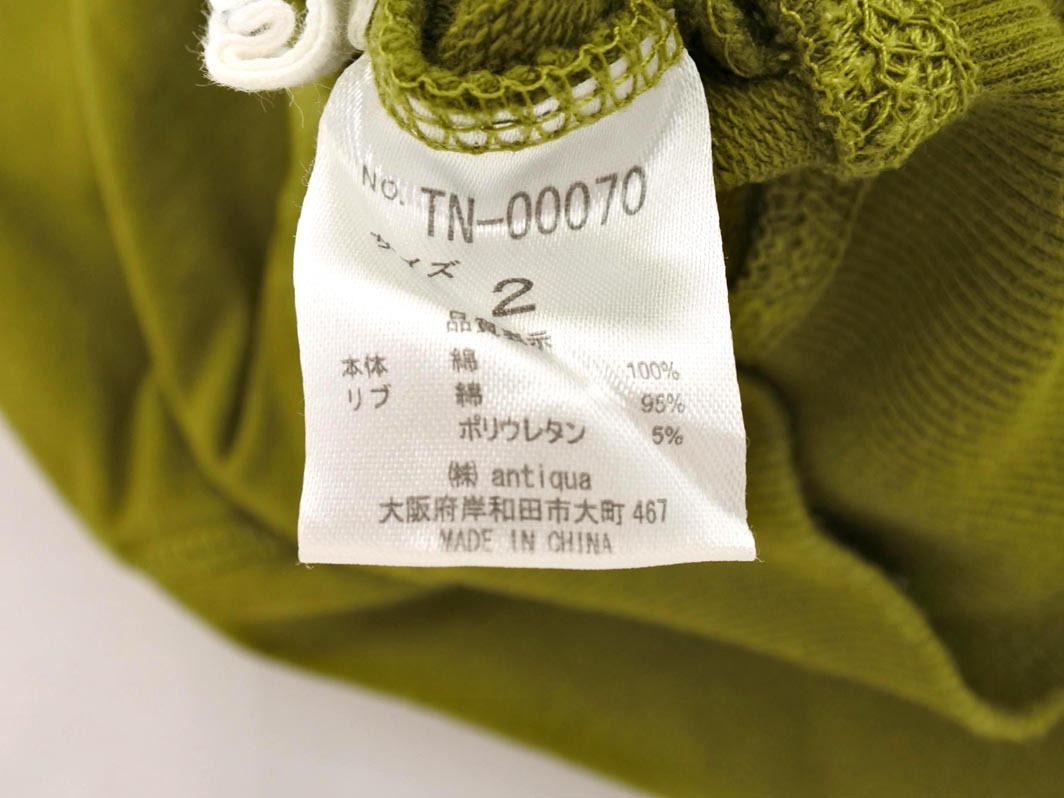 NO. TN-00070
サイズ 2
品質表示
本体 綿 100%
リブ 綿 95%
ポリウレタン 5%
㈱ antiqua
大阪府岸和田市大町 467
MADE IN CHINA